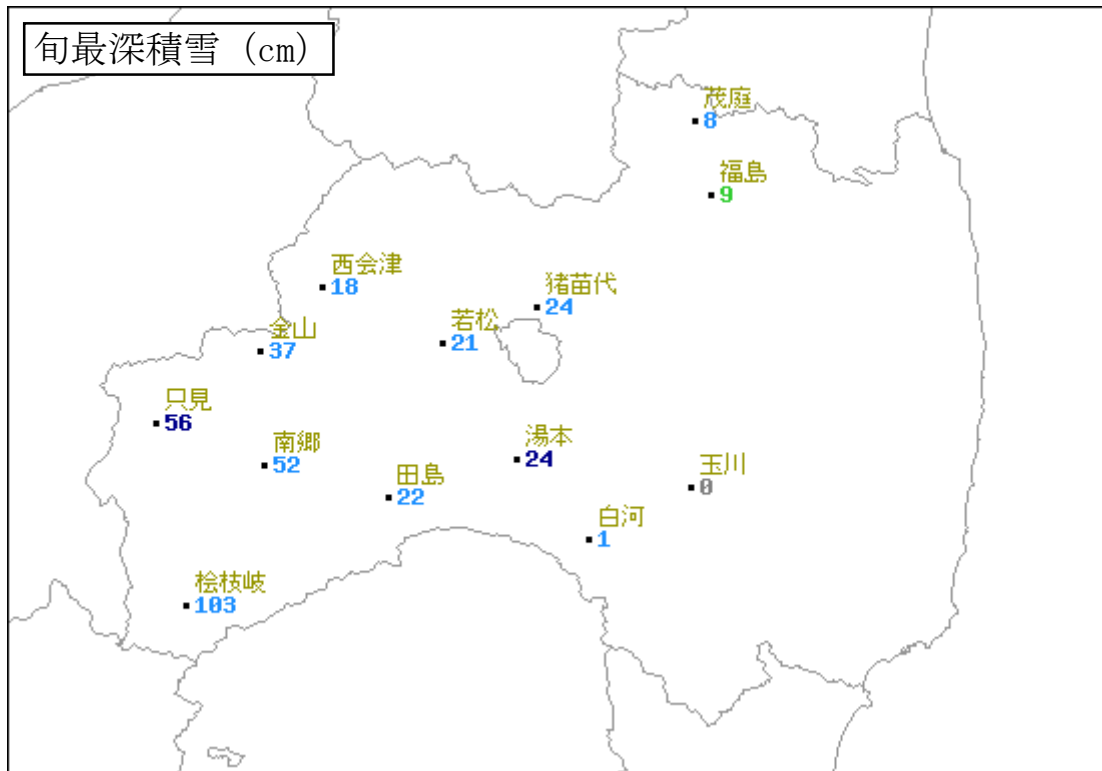 旬最深積雪 (cm)
茂庭
8
福島
9
西会津
18
猪苗代
24
若松
21
金山
37
只見
56
南郷
52
湯本
24
田島
22
玉川
0
白河
1
桧枝岐
103